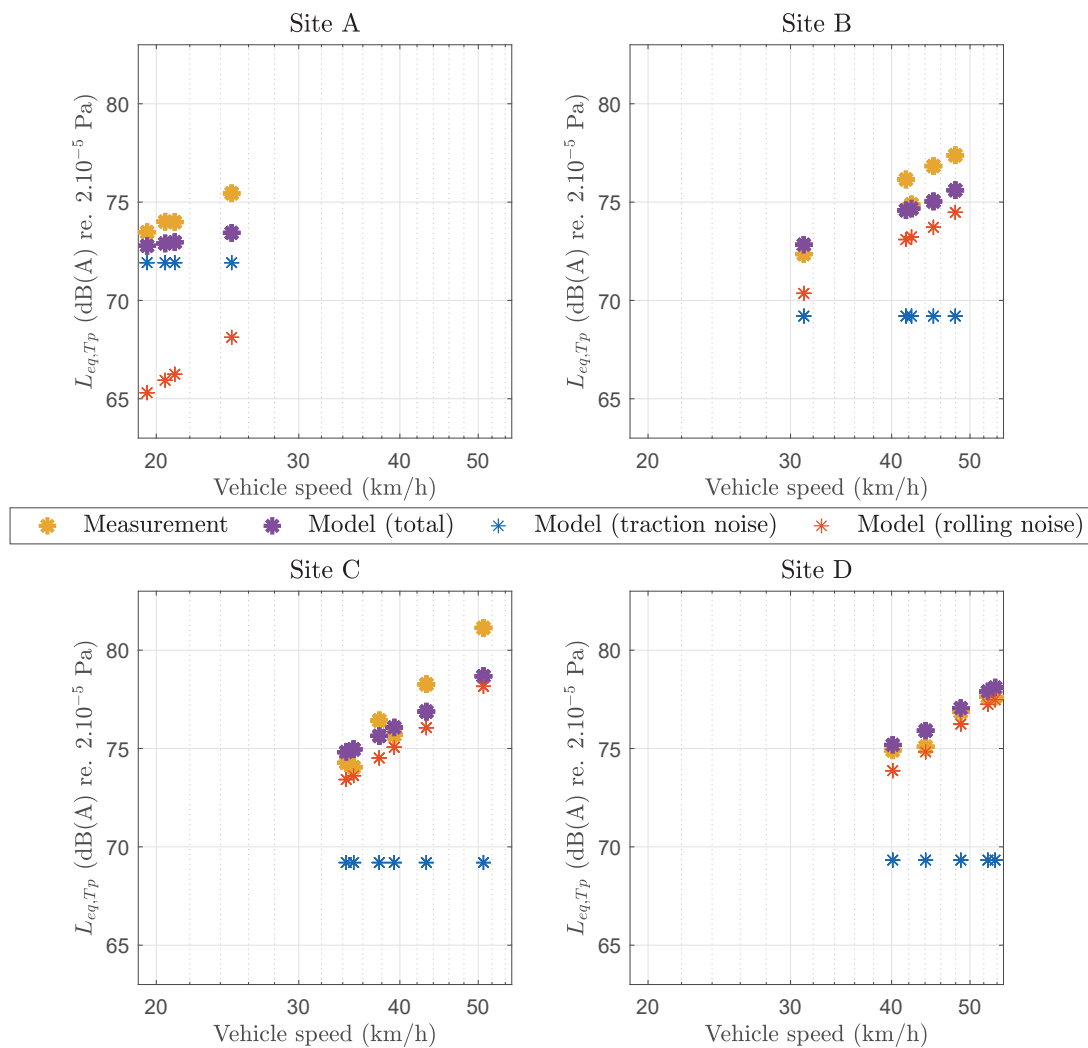 Site A
Site B
80
75
70
65
L_{eq,Tp} (dB(A) re. 2.10^{-5} Pa)
20
30
40
50
Vehicle speed (km/h)
80
75
70
65
L_{eq,Tp} (dB(A) re. 2.10^{-5} Pa)
20
30
40
50
Vehicle speed (km/h)
Measurement Model (total) Model (traction noise) Model (rolling noise)
Site C
Site D
80
75
70
65
L_{eq,Tp} (dB(A) re. 2.10^{-5} Pa)
20
30
40
50
Vehicle speed (km/h)
80
75
70
65
L_{eq,Tp} (dB(A) re. 2.10^{-5} Pa)
20
30
40
50
Vehicle speed (km/h)